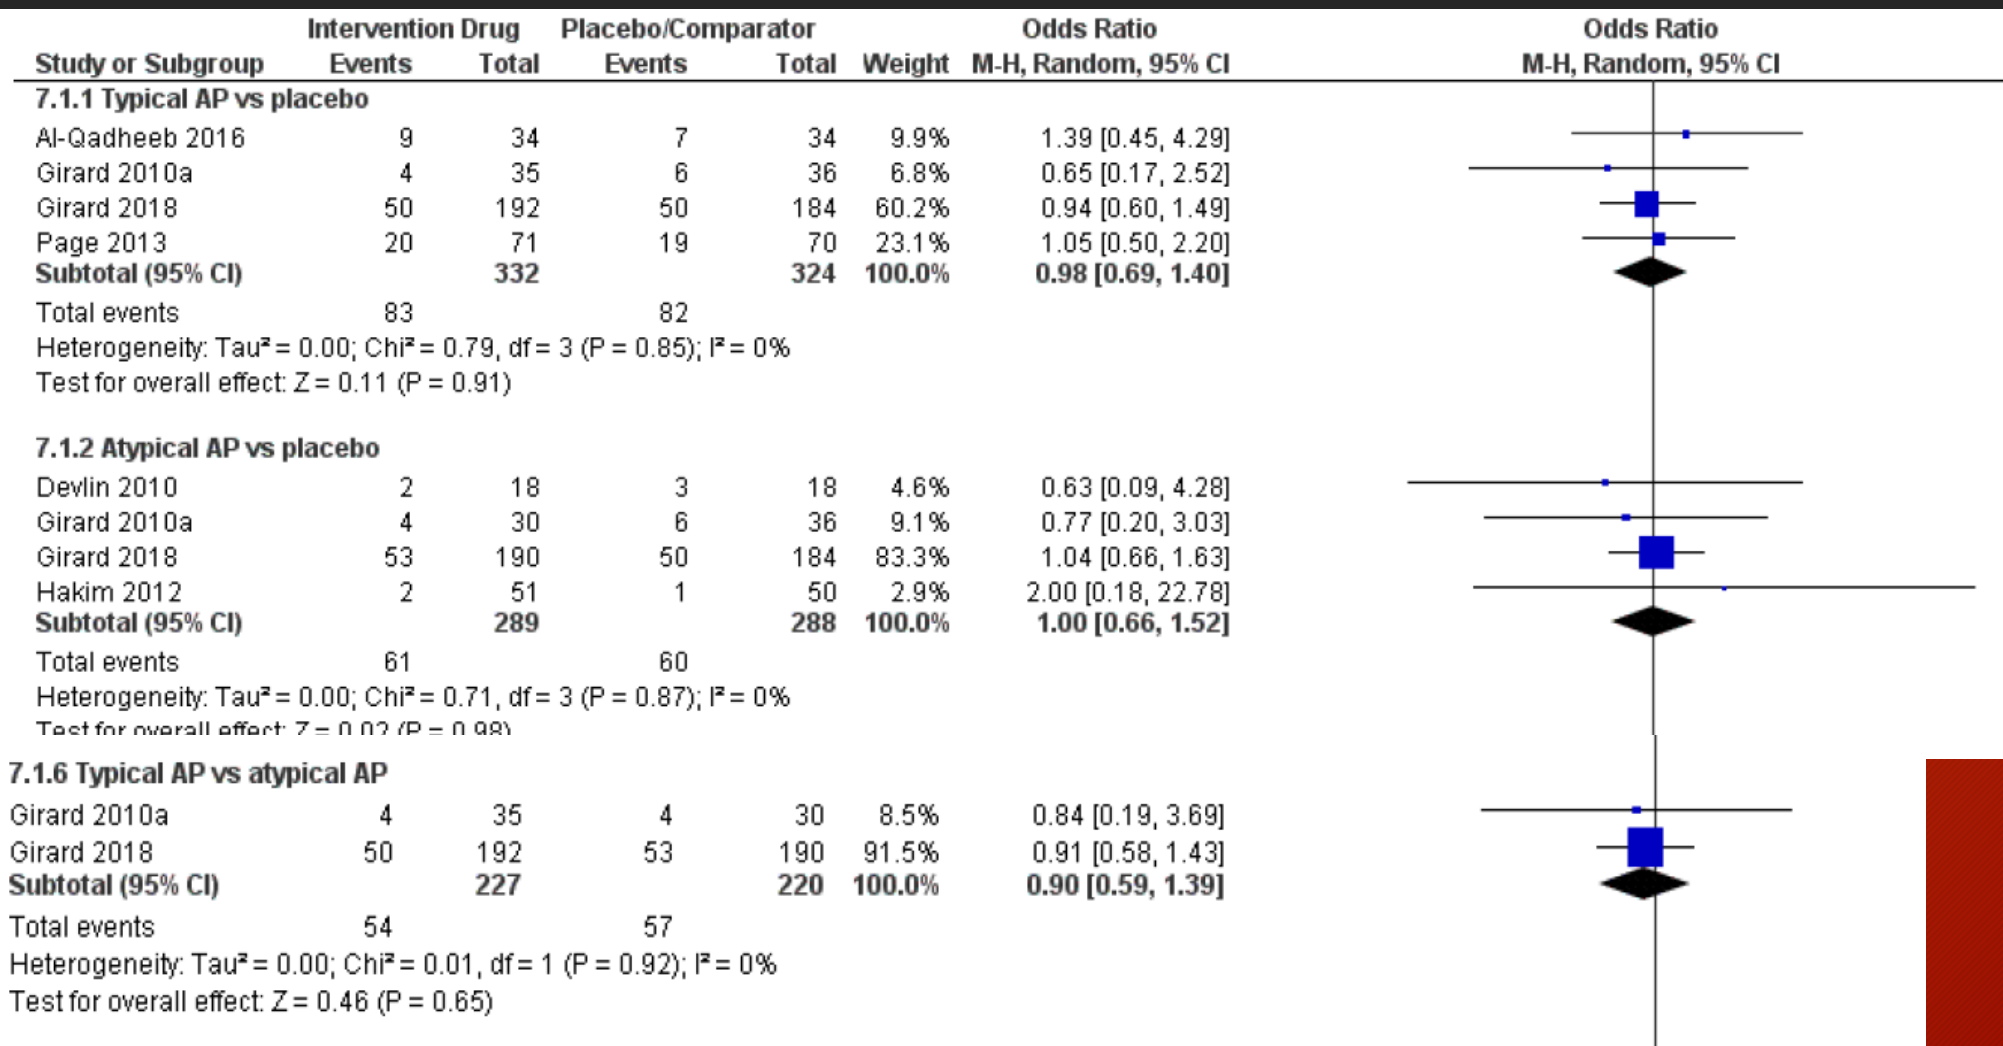 Intervention Drug Placebo/Comparator Odds Ratio Odds Ratio
Study or Subgroup Events Total Events Total Weight M-H, Random, 95% CI M-H, Random, 95% CI
7.1.1 Typical AP vs placebo
Al-Qadheeb 2016 9 34 7 34 9.9% 1.39 [0.45, 4.29]
Girard 2010a 4 35 6 36 6.8% 0.65 [0.17, 2.52]
Girard 2018 50 192 50 184 60.2% 0.94 [0.60, 1.49]
Page 2013 20 71 19 70 23.1% 1.05 [0.50, 2.20]
Subtotal (95% CI) 332 324 100.0% 0.98 [0.69, 1.40]
Total events 83 82
Heterogeneity: Tau² = 0.00; Chi² = 0.79, df = 3 (P = 0.85); I² = 0%
Test for overall effect: Z = 0.11 (P = 0.91)
7.1.2 Atypical AP vs placebo
Devlin 2010 2 18 3 18 4.6% 0.63 [0.09, 4.28]
Girard 2010a 4 30 6 36 9.1% 0.77 [0.20, 3.03]
Girard 2018 53 190 50 184 83.3% 1.04 [0.66, 1.63]
Hakim 2012 2 51 1 50 2.9% 2.00 [0.18, 22.78]
Subtotal (95% CI) 289 288 100.0% 1.00 [0.66, 1.52]
Total events 61 60
Heterogeneity: Tau² = 0.00; Chi² = 0.71, df = 3 (P = 0.87); I² = 0%
Test for overall effect: Z = 0.02 (P = 0.98)
7.1.6 Typical AP vs atypical AP
Girard 2010a 4 35 4 30 8.5% 0.84 [0.19, 3.69]
Girard 2018 50 192 53 190 91.5% 0.91 [0.58, 1.43]
Subtotal (95% CI) 227 220 100.0% 0.90 [0.59, 1.39]
Total events 54 57
Heterogeneity: Tau² = 0.00; Chi² = 0.01, df = 1 (P = 0.92); I² = 0%
Test for overall effect: Z = 0.46 (P = 0.65)